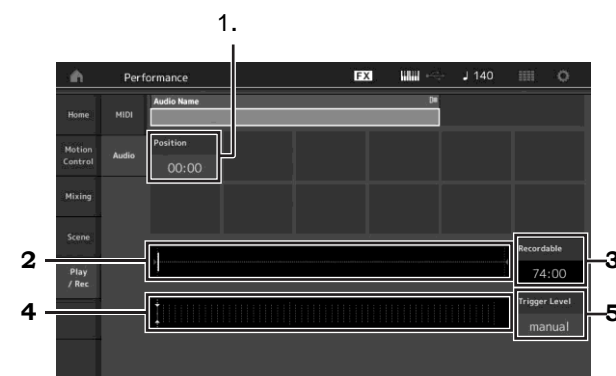 1.
Performance FX ♩ 140
Audio Name
Home MIDI
Position
Motion
Control Audio
00:00
Mixing
Scene
Recordable
2 3
Play
/ Rec
74:00
Trigger Level
4 5
manual